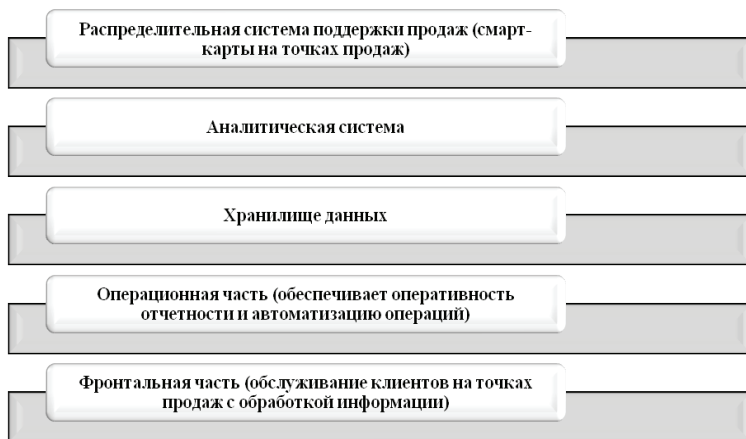 Распределительная система поддержки продаж (смарт-
карты на точках продаж)
Аналитическая система
Хранилище данных
Операционная часть (обеспечивает оперативность
отчетности и автоматизацию операций)
Фронтальная часть (обслуживание клиентов на точках
продаж с обработкой информации)